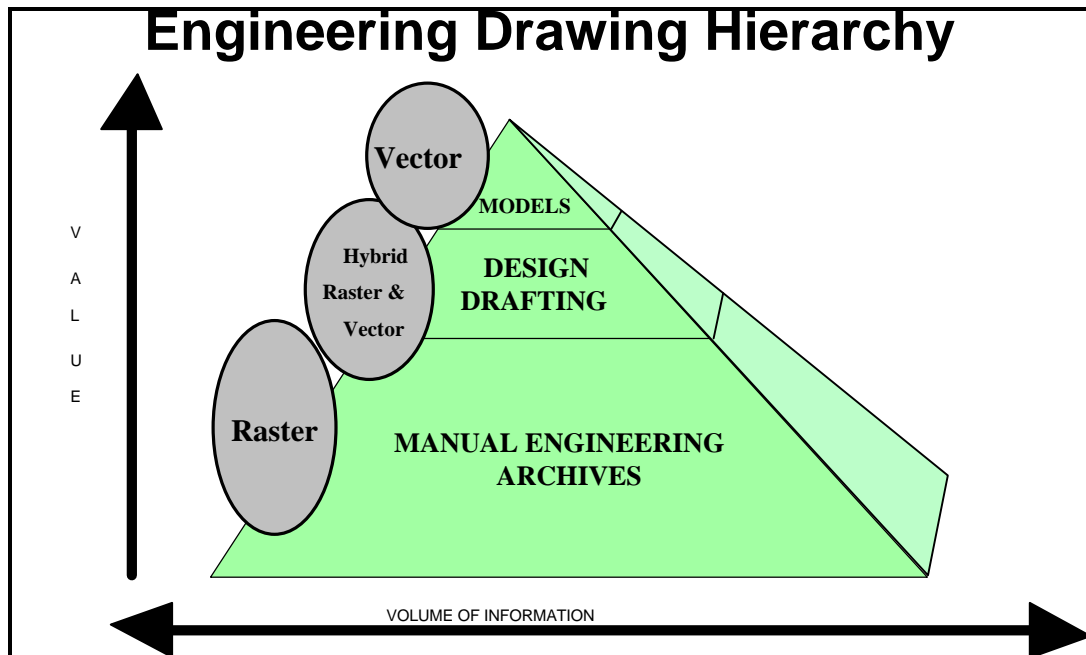 Engineering Drawing Hierarchy
Vector
MODELS
Hybrid
Raster &
Vector
DESIGN
DRAFTING
Raster
MANUAL ENGINEERING
ARCHIVES
V
A
L
U
E
VOLUME OF INFORMATION